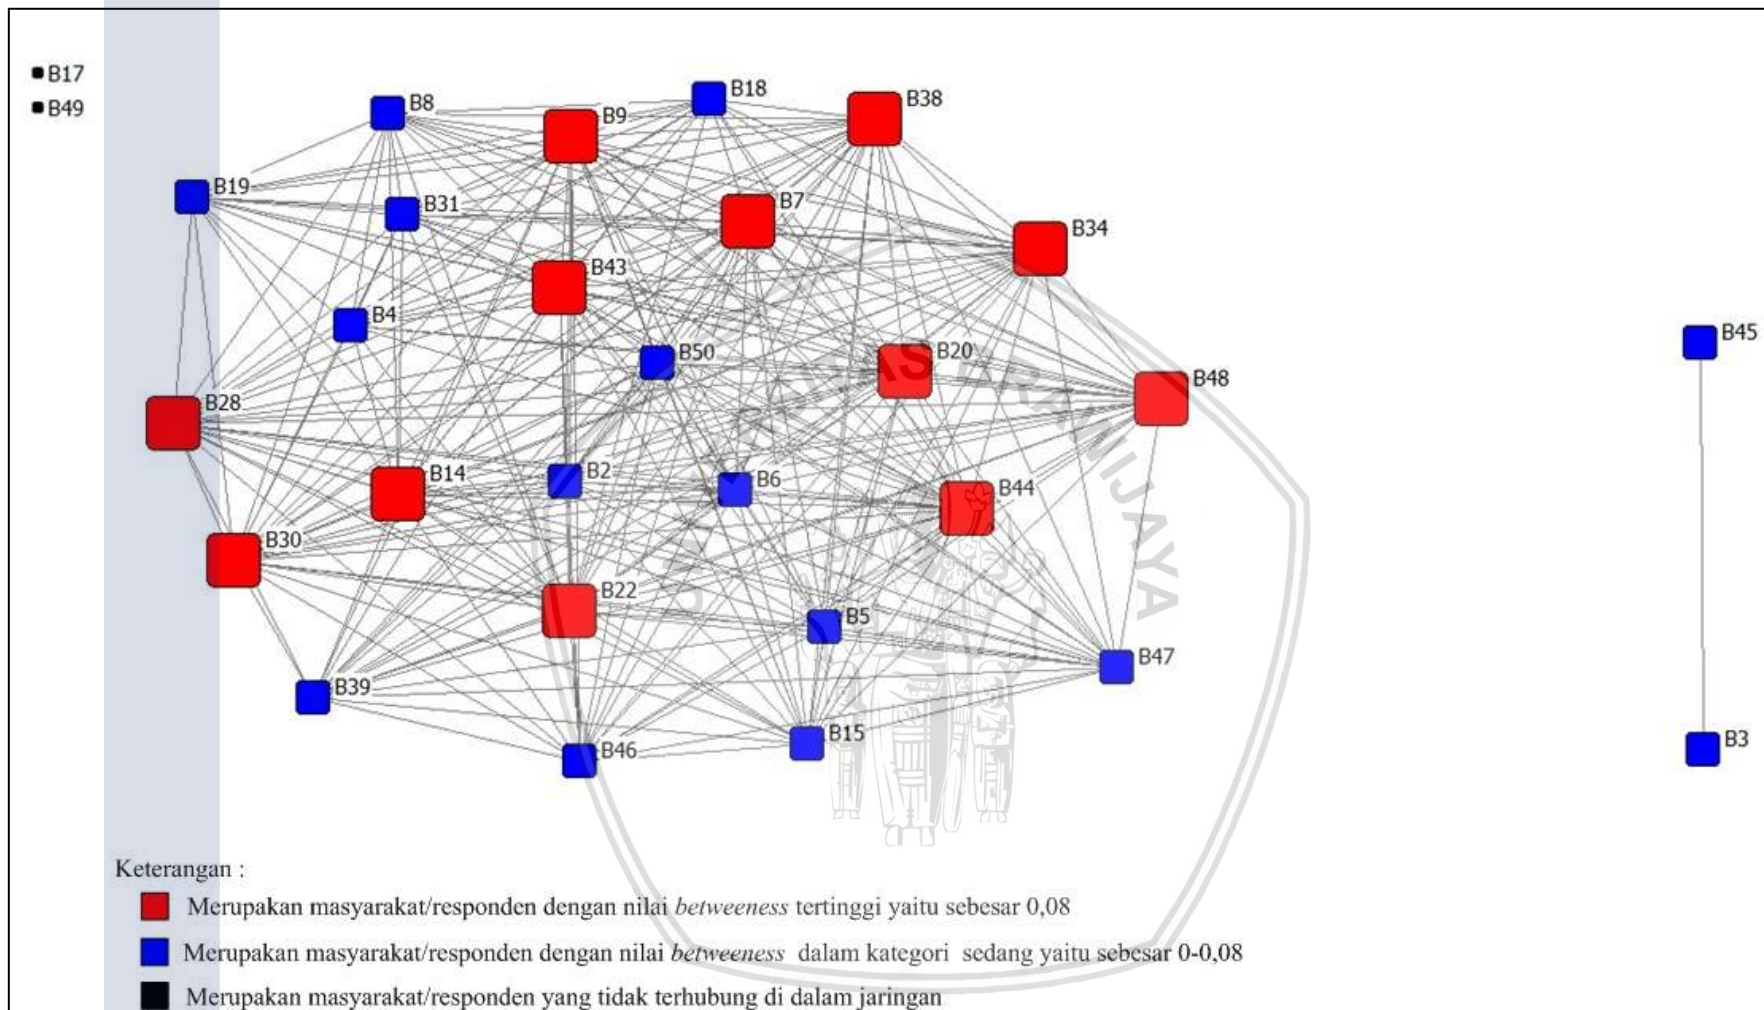 B17
B49
B8
B18
B38
B9
B19
B31
B7
B34
B43
B4
B50
B20
B45
B48
B28
B14
B2
B6
B44
B30
B22
B5
B47
B39
B15
B3
B46
BRAWIJAYA
Keterangan :
Merupakan masyarakat/responden dengan nilai betweeness tertinggi yaitu sebesar 0,08
Merupakan masyarakat/responden dengan nilai betweeness dalam kategori sedang yaitu sebesar 0-0,08
Merupakan masyarakat/responden yang tidak terhubung di dalam jaringan